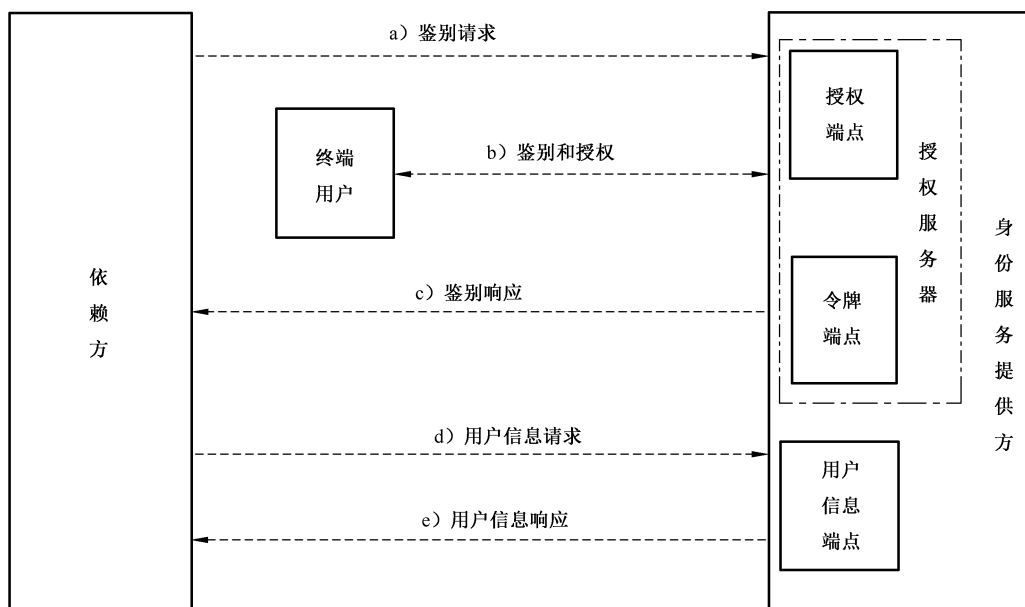 a）鉴别请求
授权
端点
终端
用户
b）鉴别和授权
授权服务器
身份服务提供方
依赖方
c）鉴别响应
令牌
端点
d）用户信息请求
用户
信息
端点
e）用户信息响应